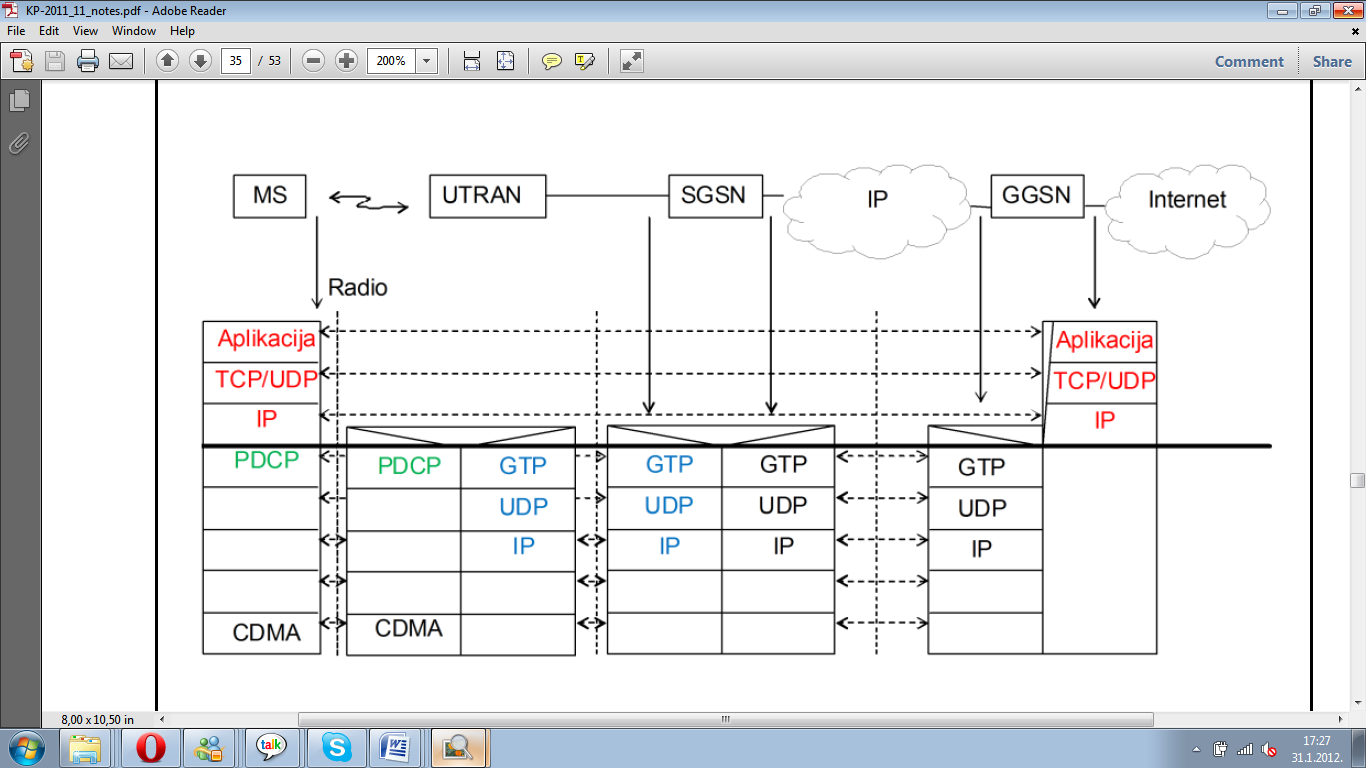 KP-2011_11_notes.pdf - Adobe Reader
File Edit View Window Help
35 / 53 200% Comment Share
MS UTRAN SGSN IP GGSN Internet
Radio
Aplikacija Aplikacija
TCP/UDP TCP/UDP
IP IP
PDCP PDCP GTP GTP GTP GTP
UDP UDP UDP UDP
IP IP IP IP
CDMA CDMA
8,00 x 10,50 in
talk
17:27
31.1.2012.